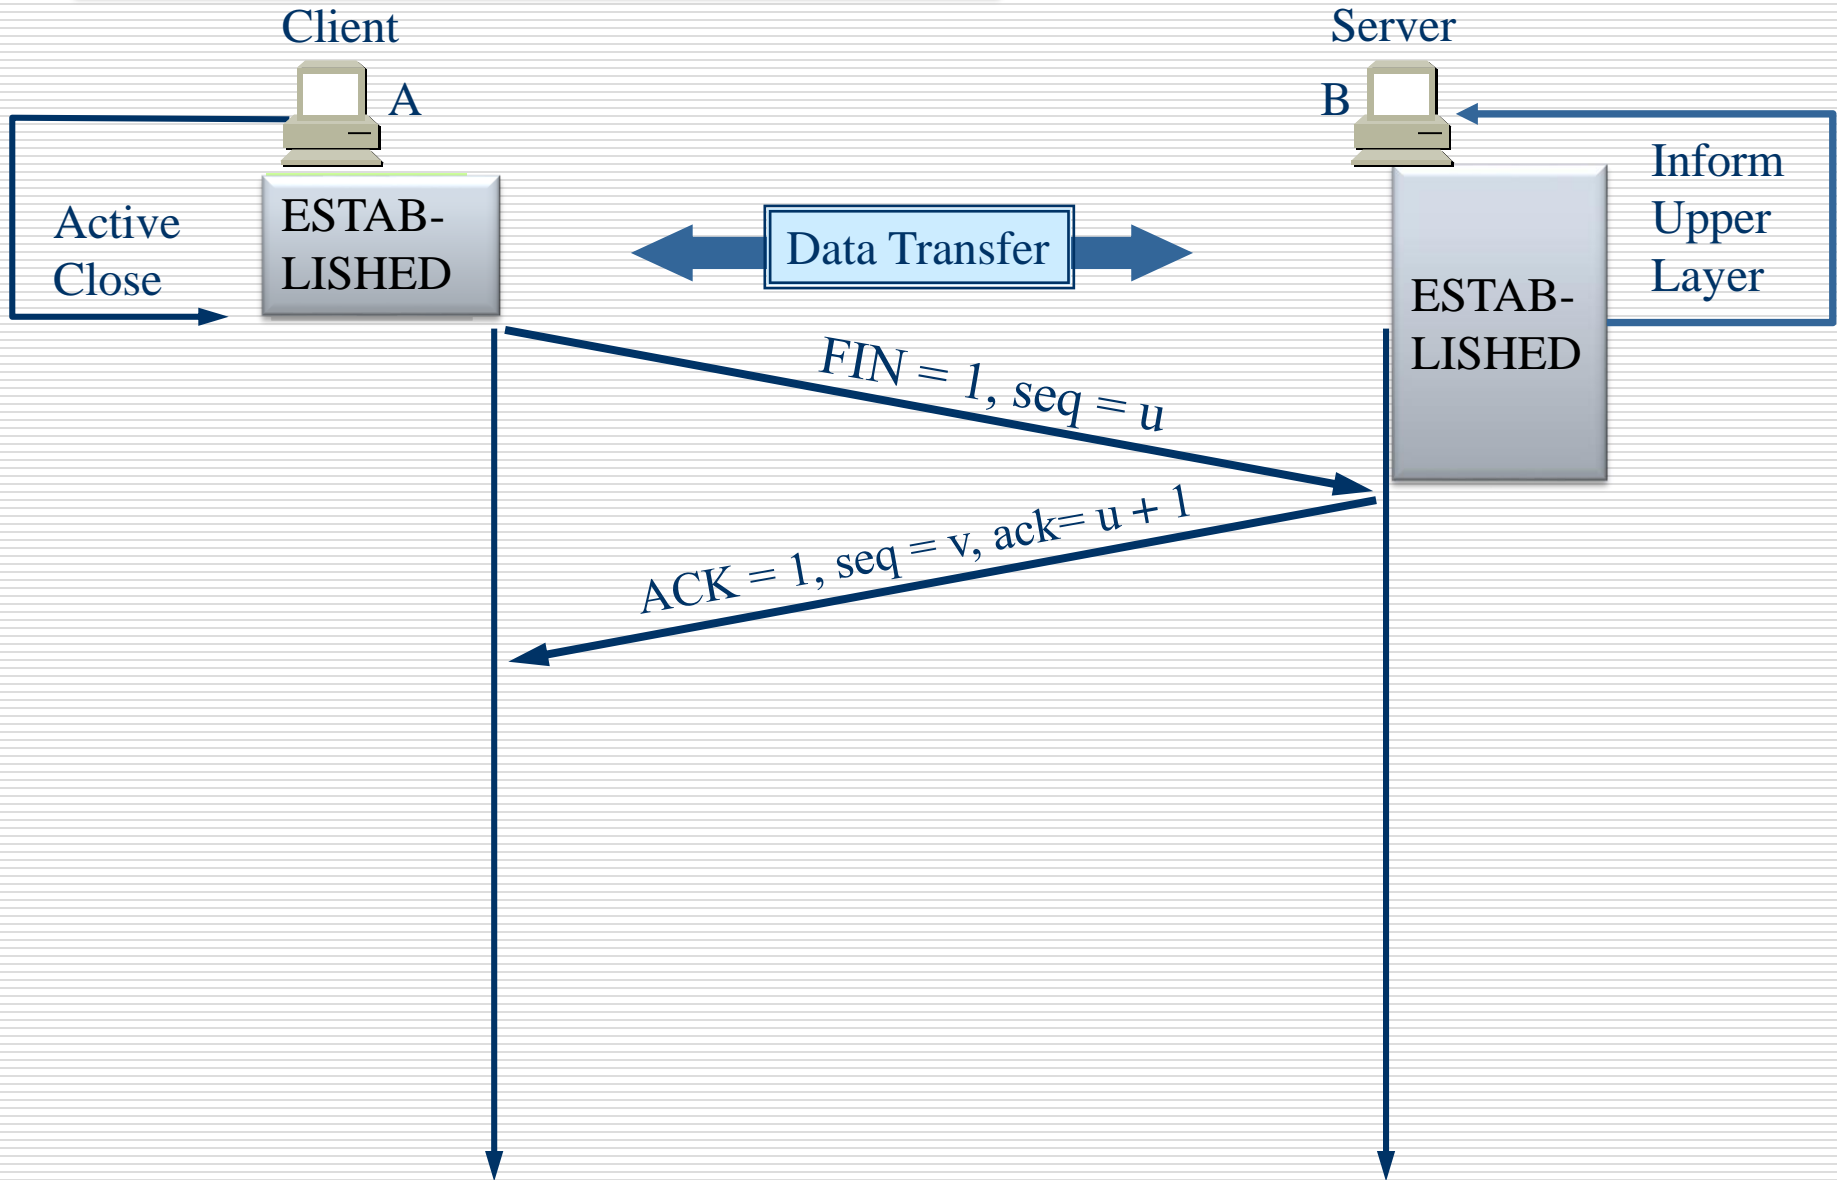 Client
Server
A
B
Active
Close
ESTAB-
LISHED
Data Transfer
ESTAB-
LISHED
Inform
Upper
Layer
FIN = 1, seq = u
ACK = 1, seq = v, ack= u + 1